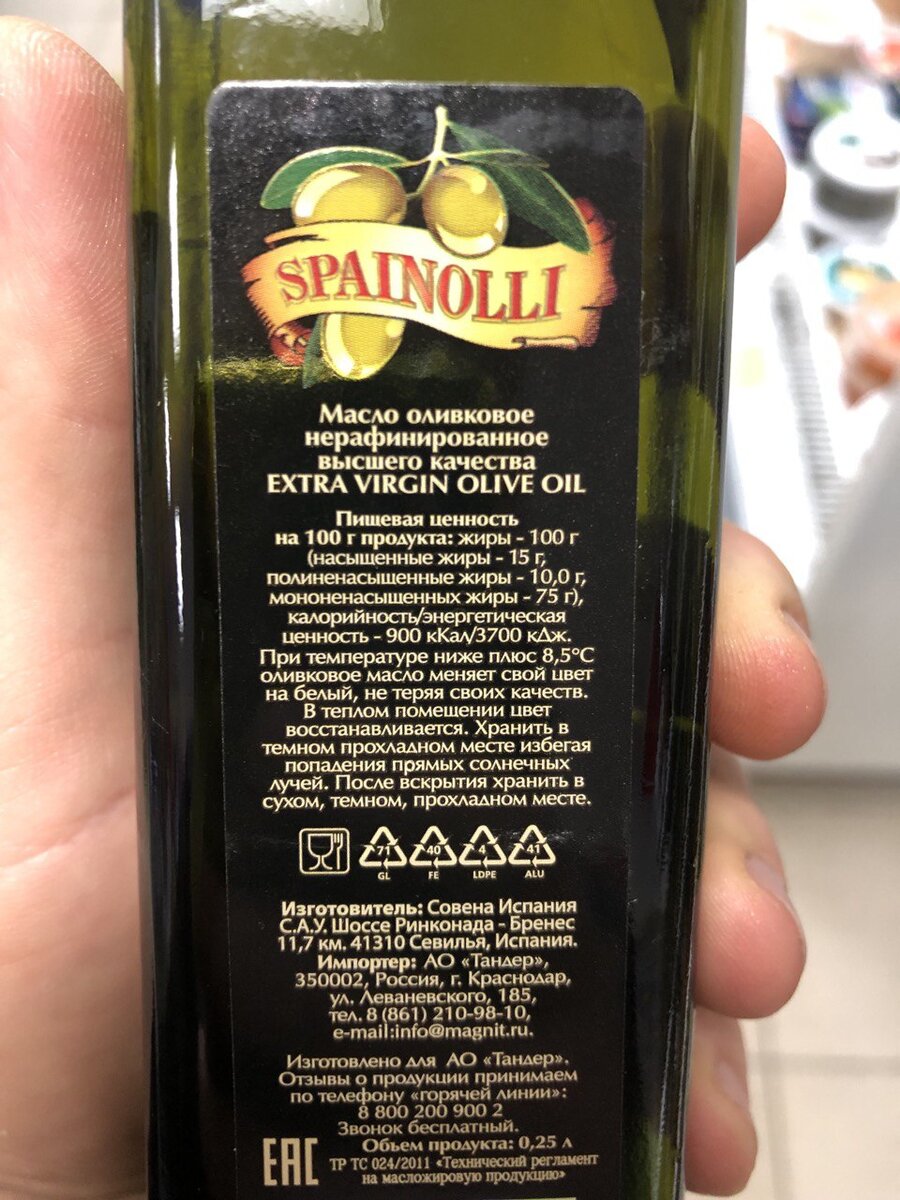 SPAINOLLI
Масло оливковое
нерафинированное
высшего качества
EXTRA VIRGIN OLIVE OIL
Пищевая ценность
на 100 г продукта: жиры - 100 г
(насыщенные жиры - 15 г,
полиненасыщенные жиры - 10,0 г,
мононенасыщенных жиры - 75 г),
калорийность/энергетическая
ценность - 900 кКал/3700 кДж.
При температуре ниже плюс 8,5°С
оливковое масло меняет свой цвет
на белый, не теряя своих качеств.
В теплом помещении цвет
восстанавливается. Хранить в
темном прохладном месте избегая
попадения прямых солнечных
лучей. После вскрытия хранить в
сухом, темном, прохладном месте.
71 40 4 41
GL FE LDPE ALU
Изготовитель: Совена Испания
С.А.У. Шоссе Ринконада - Бренес
11,7 км. 41310 Севилья, Испания.
Импортер: АО «Тандер»,
350002, Россия, г. Краснодар,
ул. Леваневского, 185,
тел. 8 (861) 210-98-10,
e-mail:info@magnit.ru.
Изготовлено для АО «Тандер».
Отзывы о продукции принимаем
по телефону «горячей линии»:
8 800 200 900 2
Звонок бесплатный.
Объем продукта: 0,25 л
EAC ТР ТС 024/2011 «Технический регламент
на масложировую продукцию»